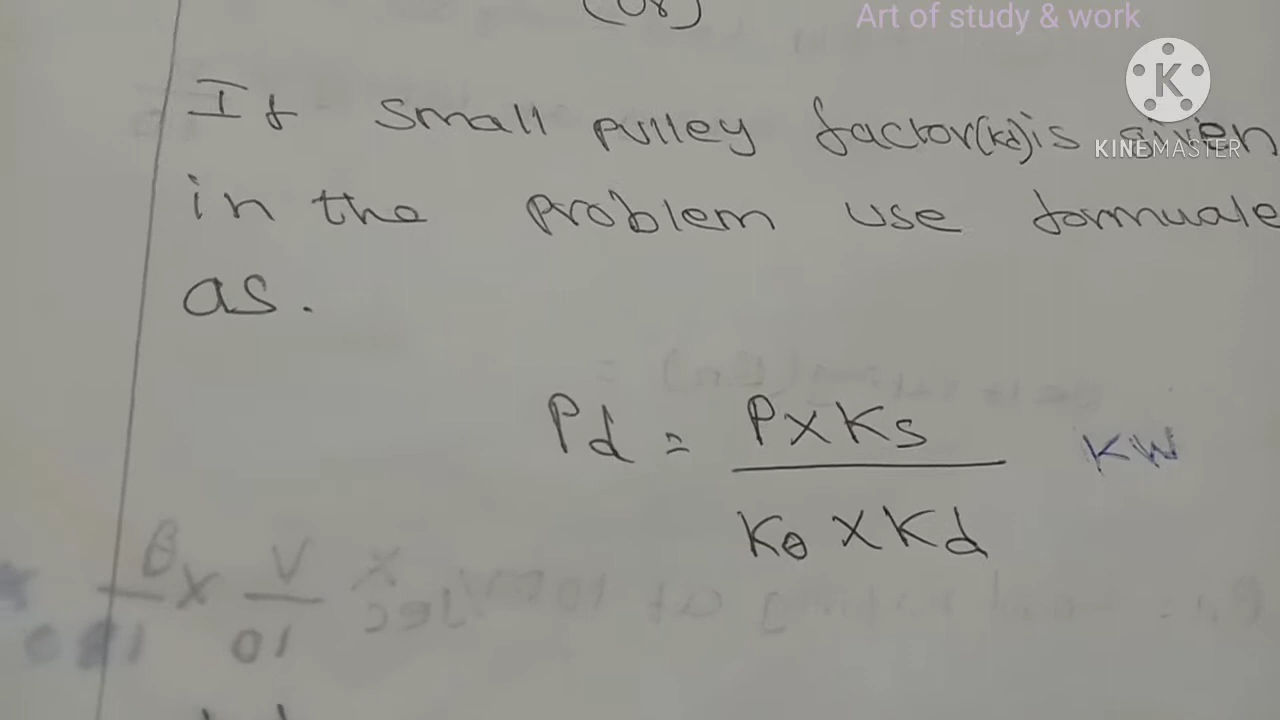 (Or)
Art of study & work
K
KINEMASTER
If small pulley factor(kd) is given
in the problem use formuale
as.
Pd = P×Ks / Kθ×Kd KW